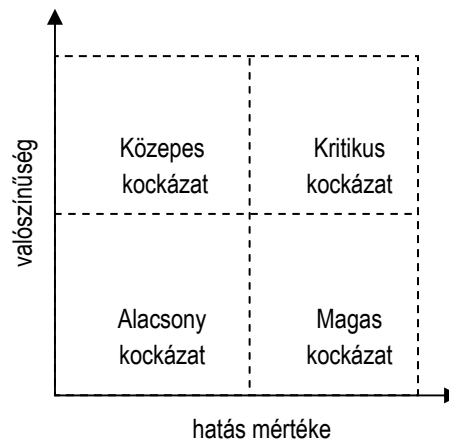 valószínűség
Közepes
kockázat
Kritikus
kockázat
Alacsony
kockázat
Magas
kockázat
hatás mértéke